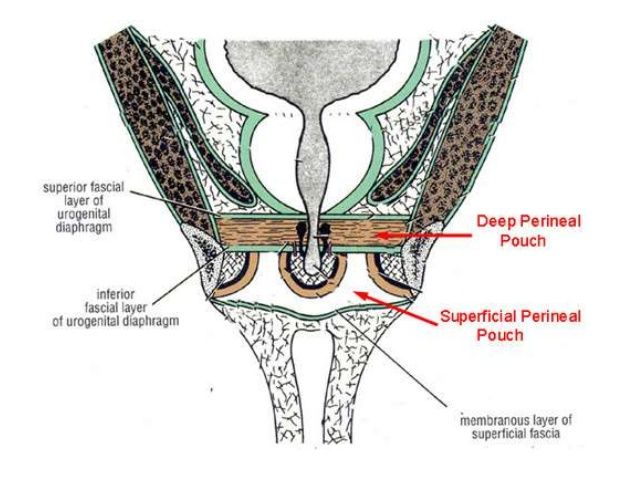 superior fascial
layer of
urogenital
diaphragm
Deep Perineal
Pouch
inferior
fascial layer
of urogenital diaphragm
Superficial Perineal
Pouch
membranous layer of
superficial fascia